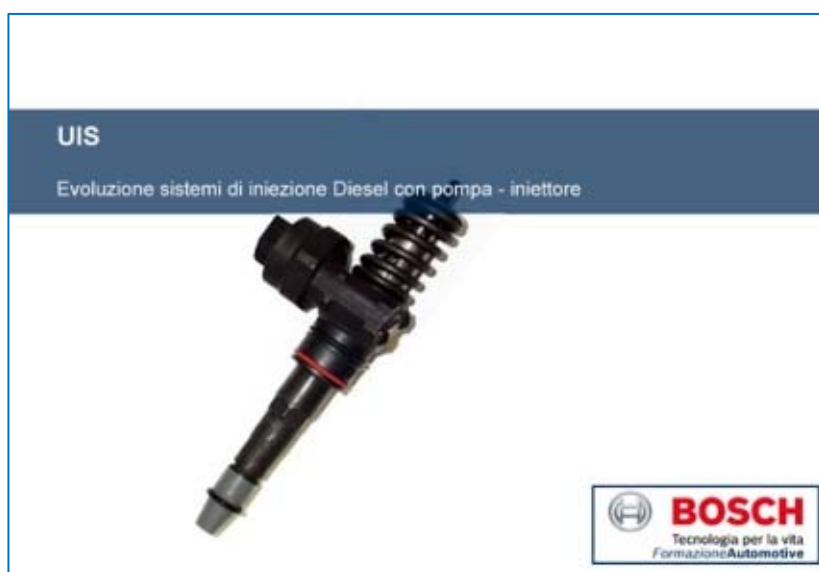 UIS
Evoluzione sistemi di iniezione Diesel con pompa - iniettore
BOSCH
Tecnologia per la vita
FormazioneAutomotive